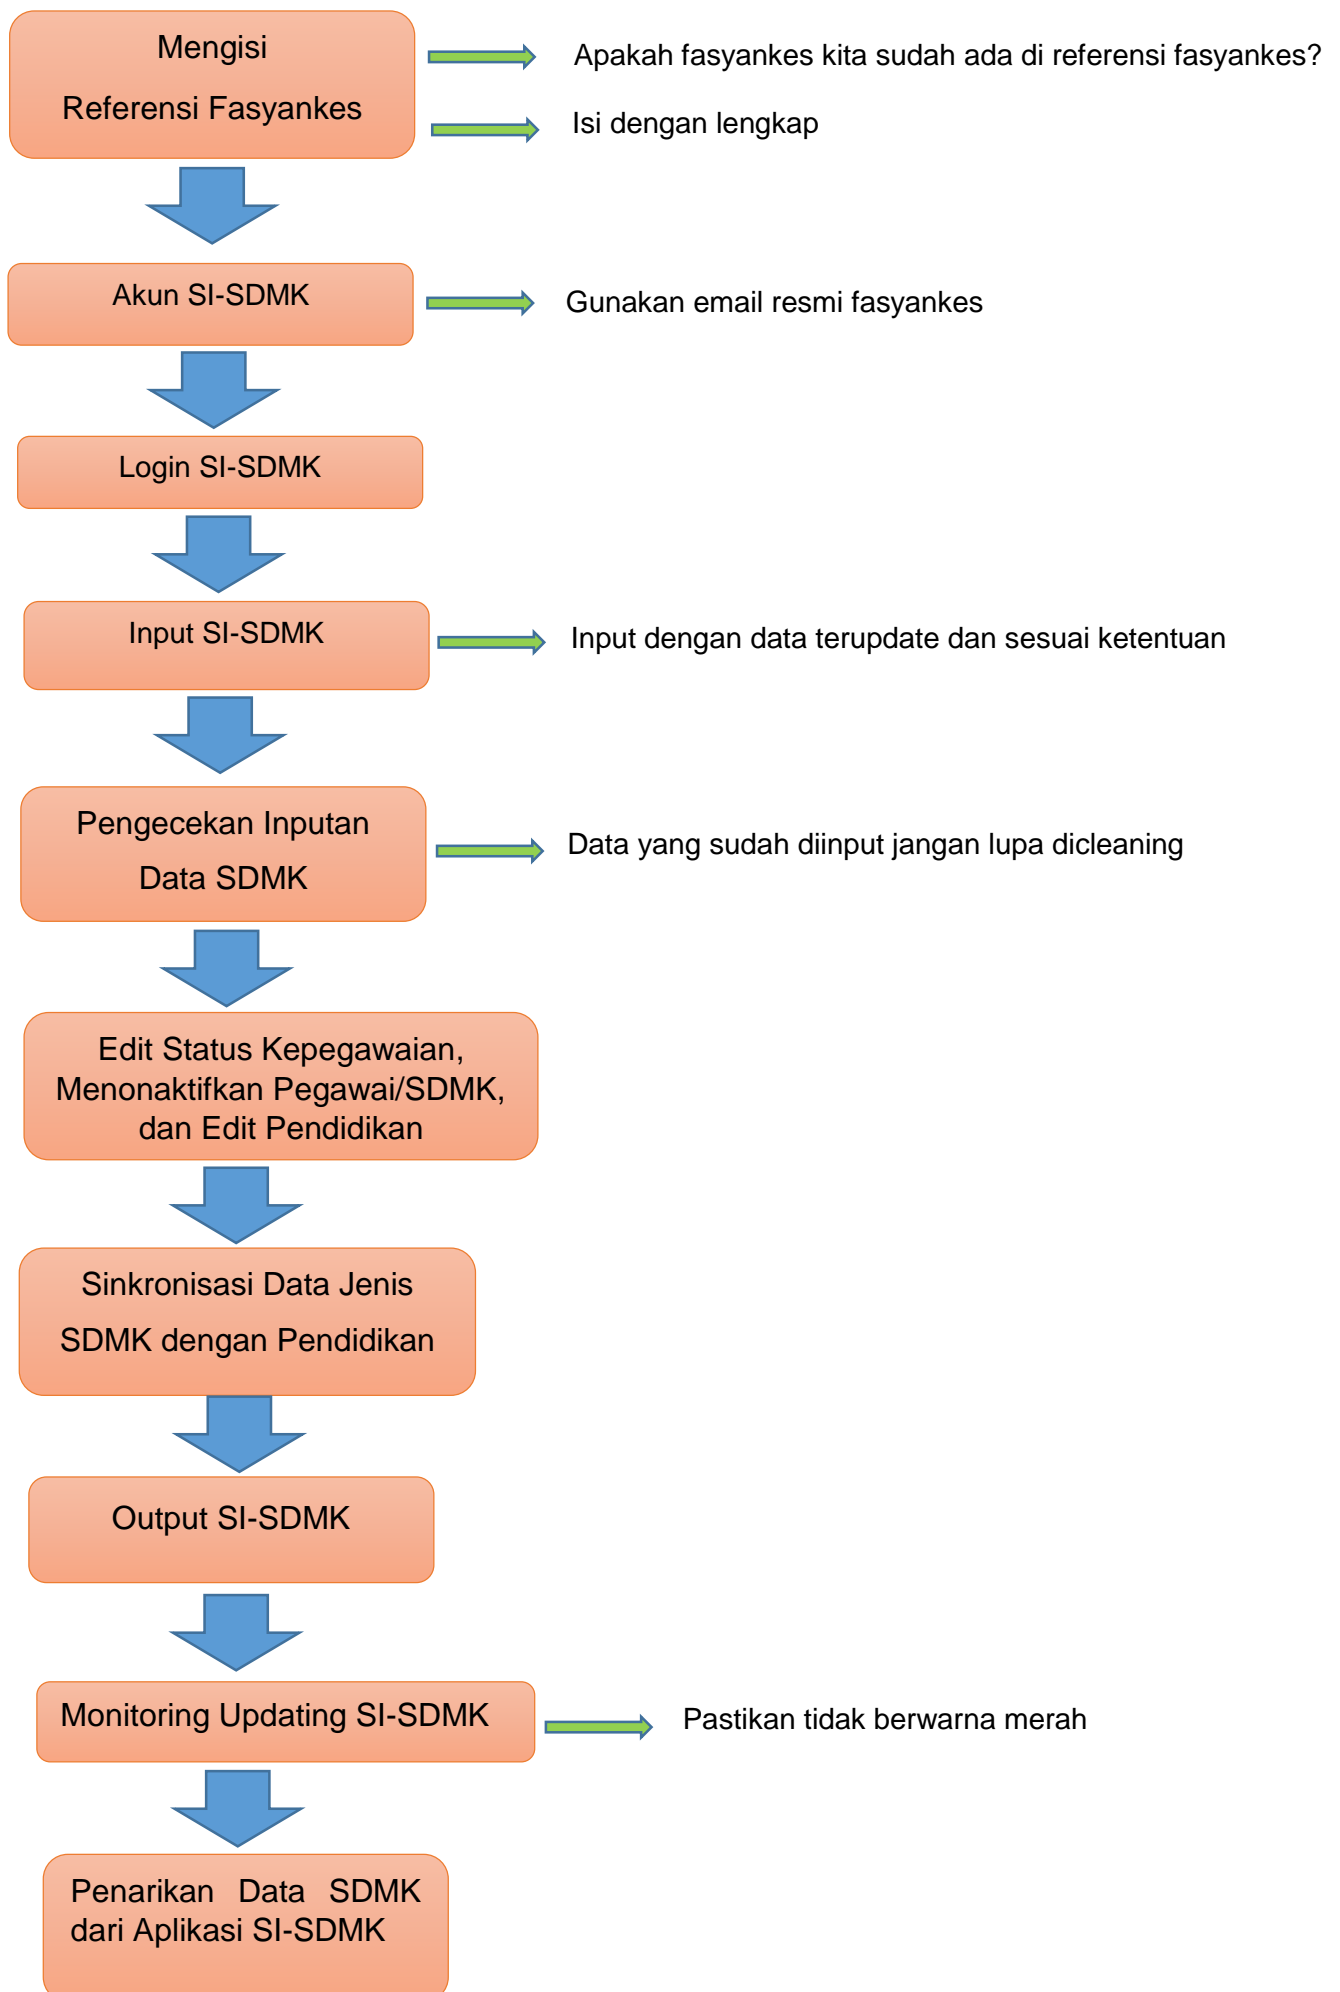 Mengisi
Referensi Fasyankes
Apakah fasyankes kita sudah ada di referensi fasyankes?
Isi dengan lengkap
Akun SI-SDMK
Gunakan email resmi fasyankes
Login SI-SDMK
Input SI-SDMK
Input dengan data terupdate dan sesuai ketentuan
Pengecekan Inputan
Data SDMK
Data yang sudah diinput jangan lupa dicleaning
Edit Status Kepegawaian,
Menonaktifkan Pegawai/SDMK,
dan Edit Pendidikan
Sinkronisasi Data Jenis
SDMK dengan Pendidikan
Output SI-SDMK
Monitoring Updating SI-SDMK
Pastikan tidak berwarna merah
Penarikan Data SDMK
dari Aplikasi SI-SDMK